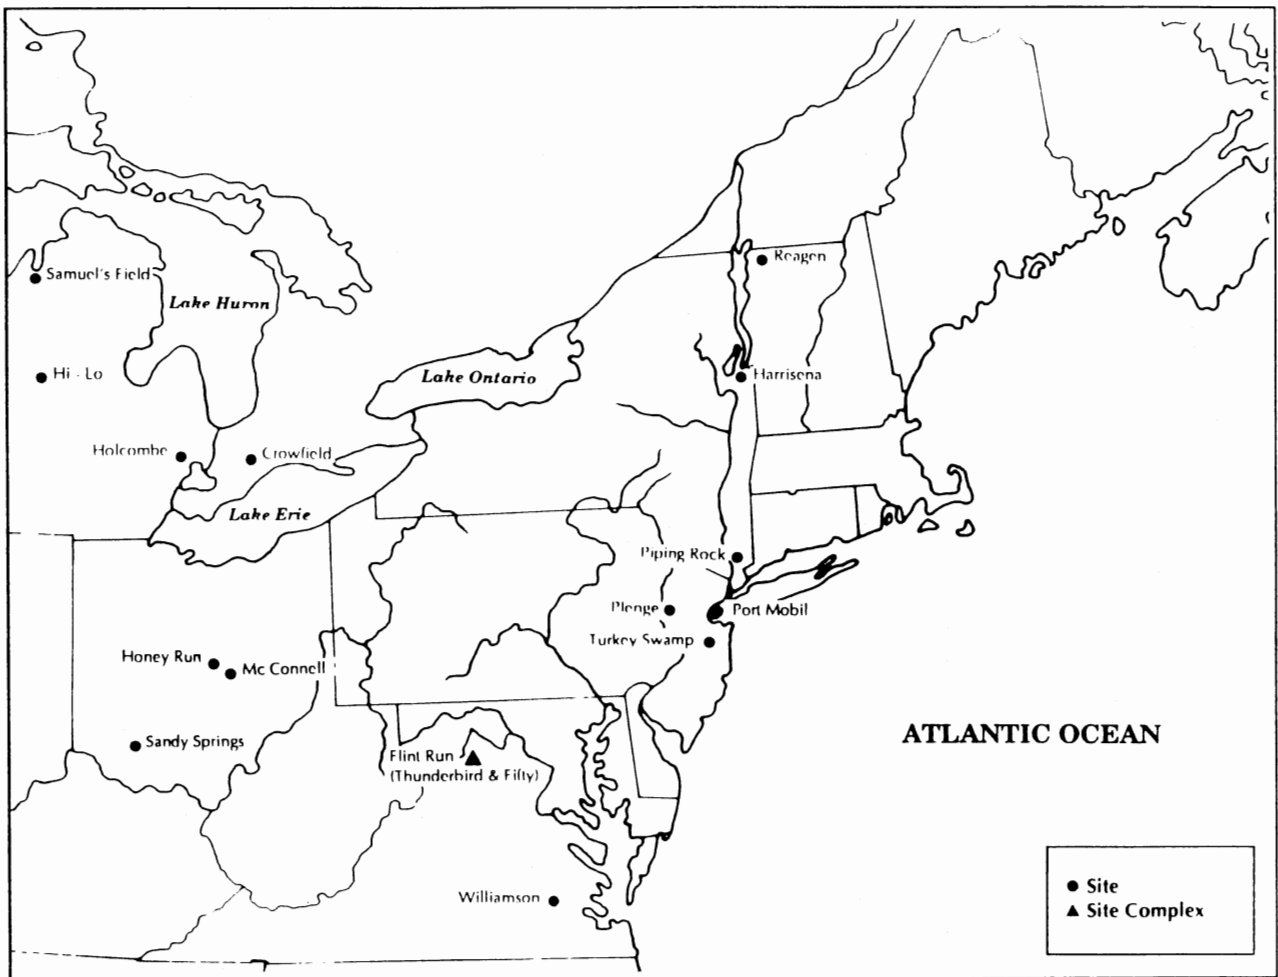 Reagen
Samuel's Field
Lake Huron
Hi - Lo
Lake Ontario
Harrisena
Holcombe
Crowfield
Lake Erie
Piping Rock
Plenge
Port Mobil
Turkey Swamp
Honey Run
Mc Connell
Sandy Springs
ATLANTIC OCEAN
Flint Run
(Thunderbird & Fifty)
Williamson
Site
Site Complex